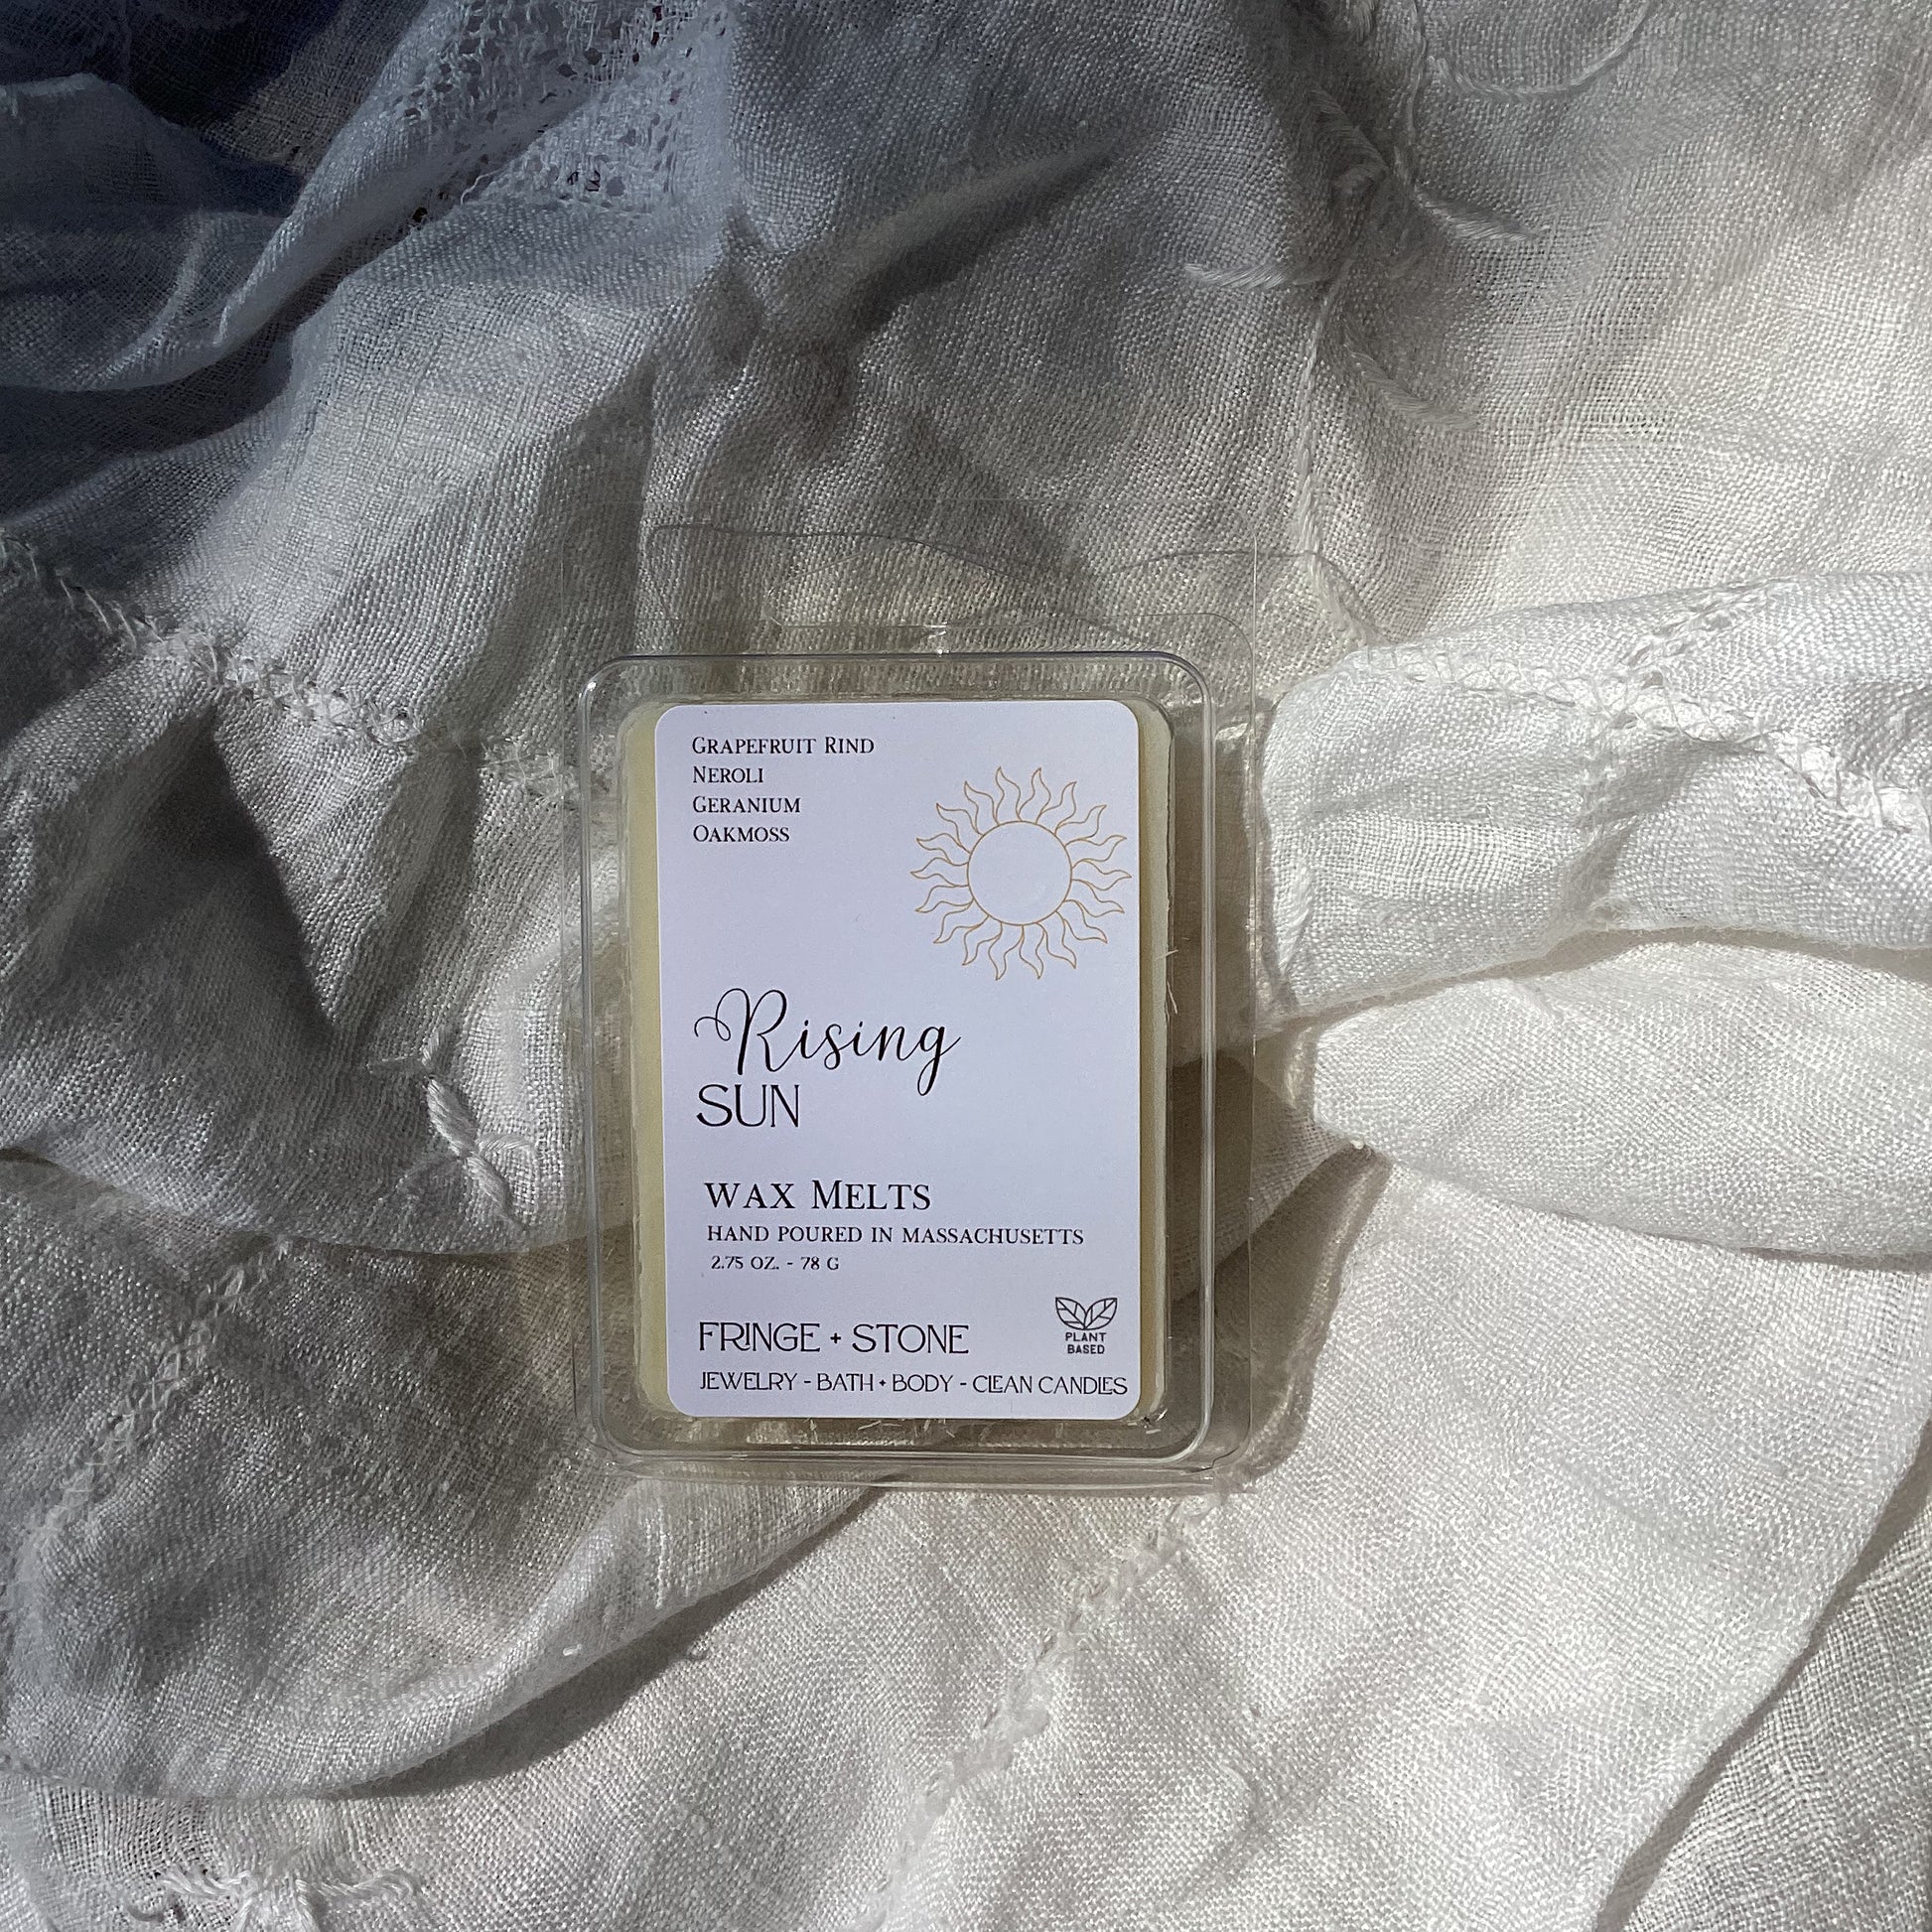 Grapefruit Rind
Neroli
Geranium
Oakmoss
Rising
SUN
WAX MELTS
HAND POURED IN MASSACHUSETTS
2.75 OZ. - 78 G
FRINGE + STONE
PLANT
BASED
JEWELRY - BATH + BODY - CLEAN CANDLES